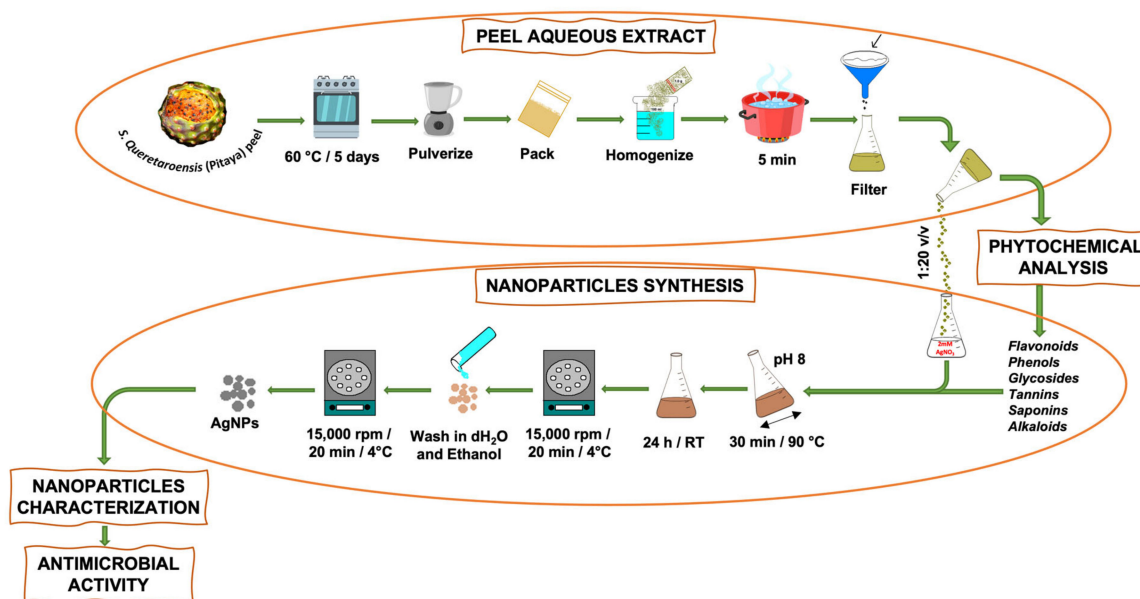 PEEL AQUEOUS EXTRACT
S. Queretaroensis (Pitaya) peel
60 °C / 5 days
Pulverize
Pack
Homogenize
5 min
Filter
1:20 v/v
PHYTOCHEMICAL
ANALYSIS
Flavonoids
Phenols
Glycosides
Tannins
Saponins
Alkaloids
NANOPARTICLES SYNTHESIS
2mM
AgNO₃
pH 8
30 min / 90 °C
24 h / RT
15,000 rpm /
20 min / 4°C
Wash in dH₂O
and Ethanol
15,000 rpm /
20 min / 4°C
AgNPs
NANOPARTICLES
CHARACTERIZATION
ANTIMICROBIAL
ACTIVITY